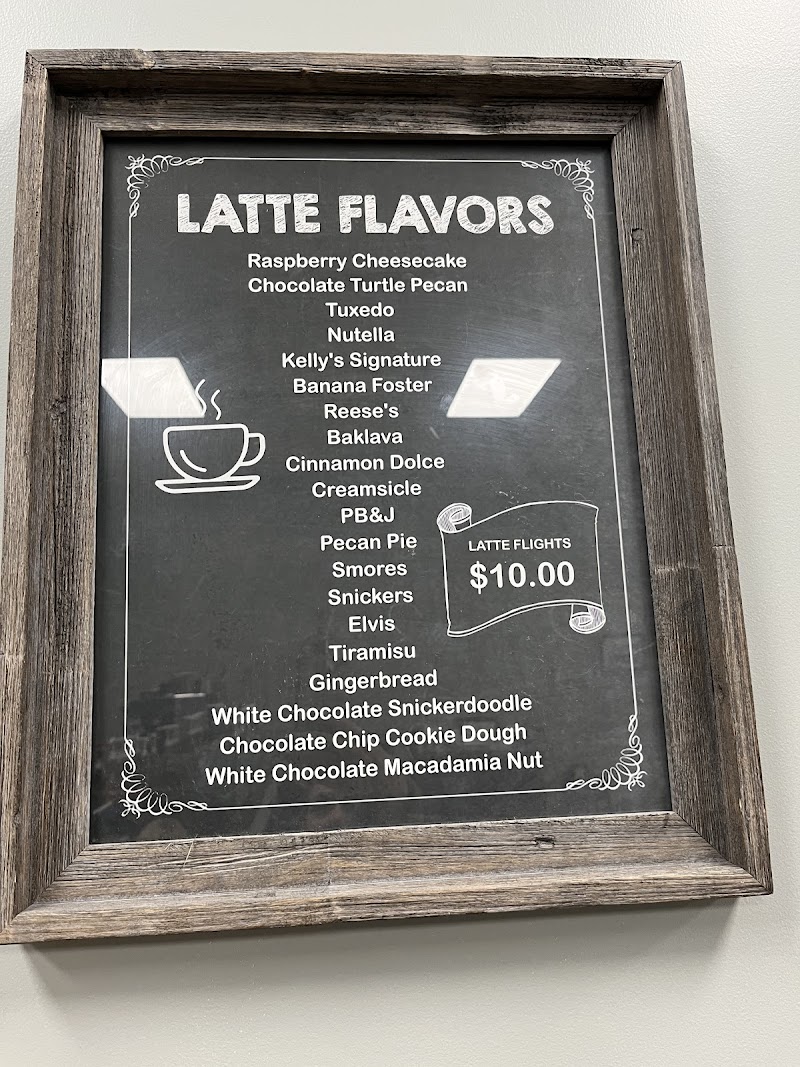 LATTE FLAVORS
Raspberry Cheesecake
Chocolate Turtle Pecan
Tuxedo
Nutella
Kelly's Signature
Banana Foster
Reese's
Baklava
Cinnamon Dolce
Creamsicle
PB&J
Pecan Pie
Smores
Snickers
Elvis
Tiramisu
Gingerbread
White Chocolate Snickerdoodle
Chocolate Chip Cookie Dough
White Chocolate Macadamia Nut
LATTE FLIGHTS
$10.00